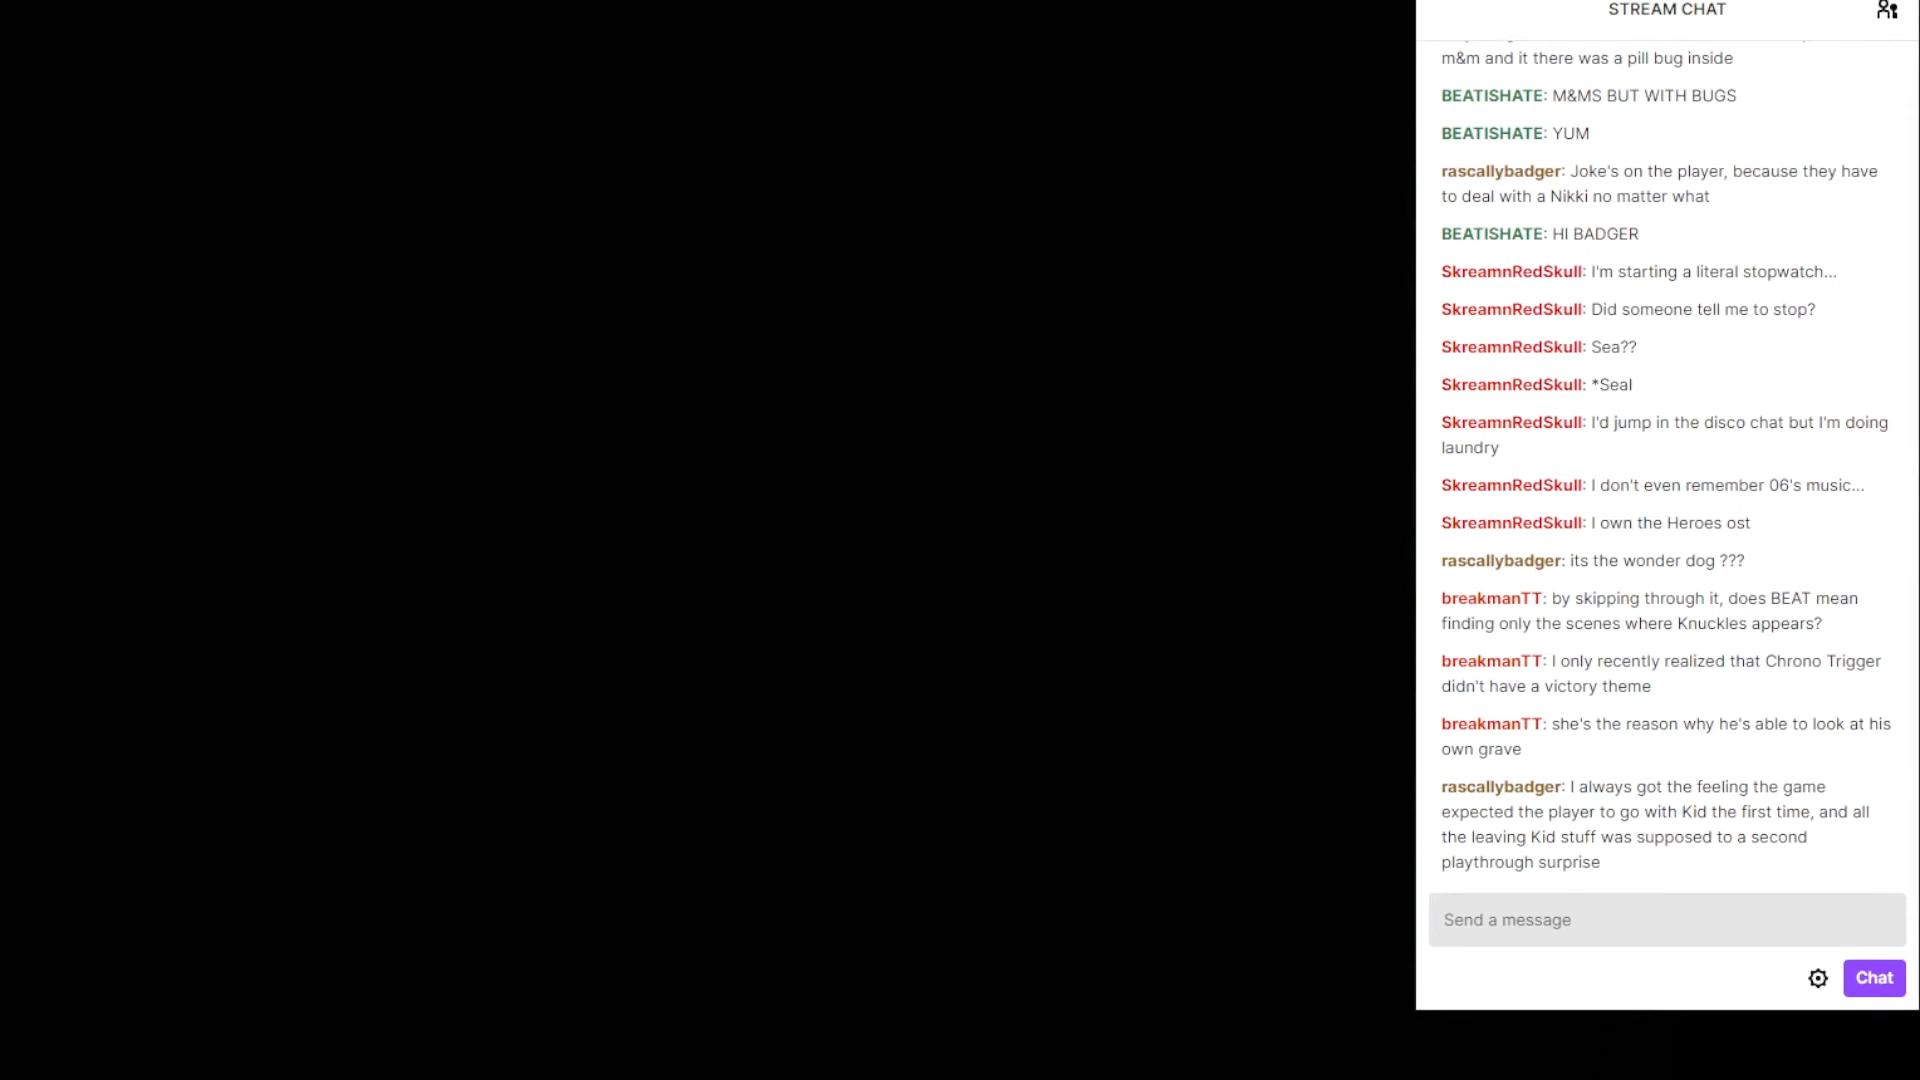 STREAM CHAT
m&m and it there was a pill bug inside
BEATISHATE: M&MS BUT WITH BUGS
BEATISHATE: YUM
rascallybadger: Joke's on the player, because they have
to deal with a Nikki no matter what
BEATISHATE: HI BADGER
SkreamnRedSkull: I'm starting a literal stopwatch...
SkreamnRedSkull: Did someone tell me to stop?
SkreamnRedSkull: Sea??
SkreamnRedSkull: *Seal
SkreamnRedSkull: I'd jump in the disco chat but I'm doing
laundry
SkreamnRedSkull: I don't even remember 06's music...
SkreamnRedSkull: I own the Heroes ost
rascallybadger: its the wonder dog ???
breakmanTT: by skipping through it, does BEAT mean
finding only the scenes where Knuckles appears?
breakmanTT: I only recently realized that Chrono Trigger
didn't have a victory theme
breakmanTT: she's the reason why he's able to look at his
own grave
rascallybadger: I always got the feeling the game
expected the player to go with Kid the first time, and all
the leaving Kid stuff was supposed to a second
playthrough surprise
Send a message
Chat